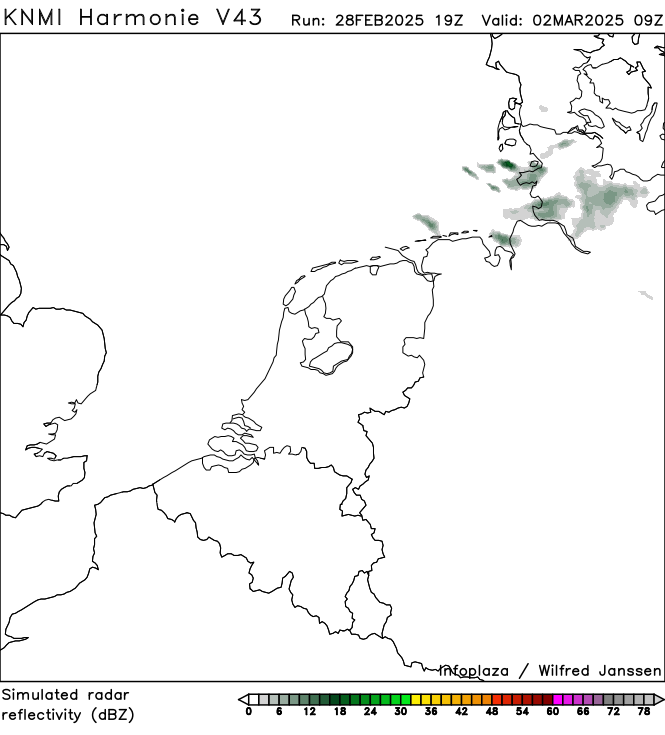 KNMI Harmonie V43 Run: 28FEB2025 19Z Valid: 02MAR2025 09Z
Infoplaza / Wilfred Janssen
Simulated radar
reflectivity (dBZ)
0 6 12 18 24 30 36 42 48 54 60 66 72 78